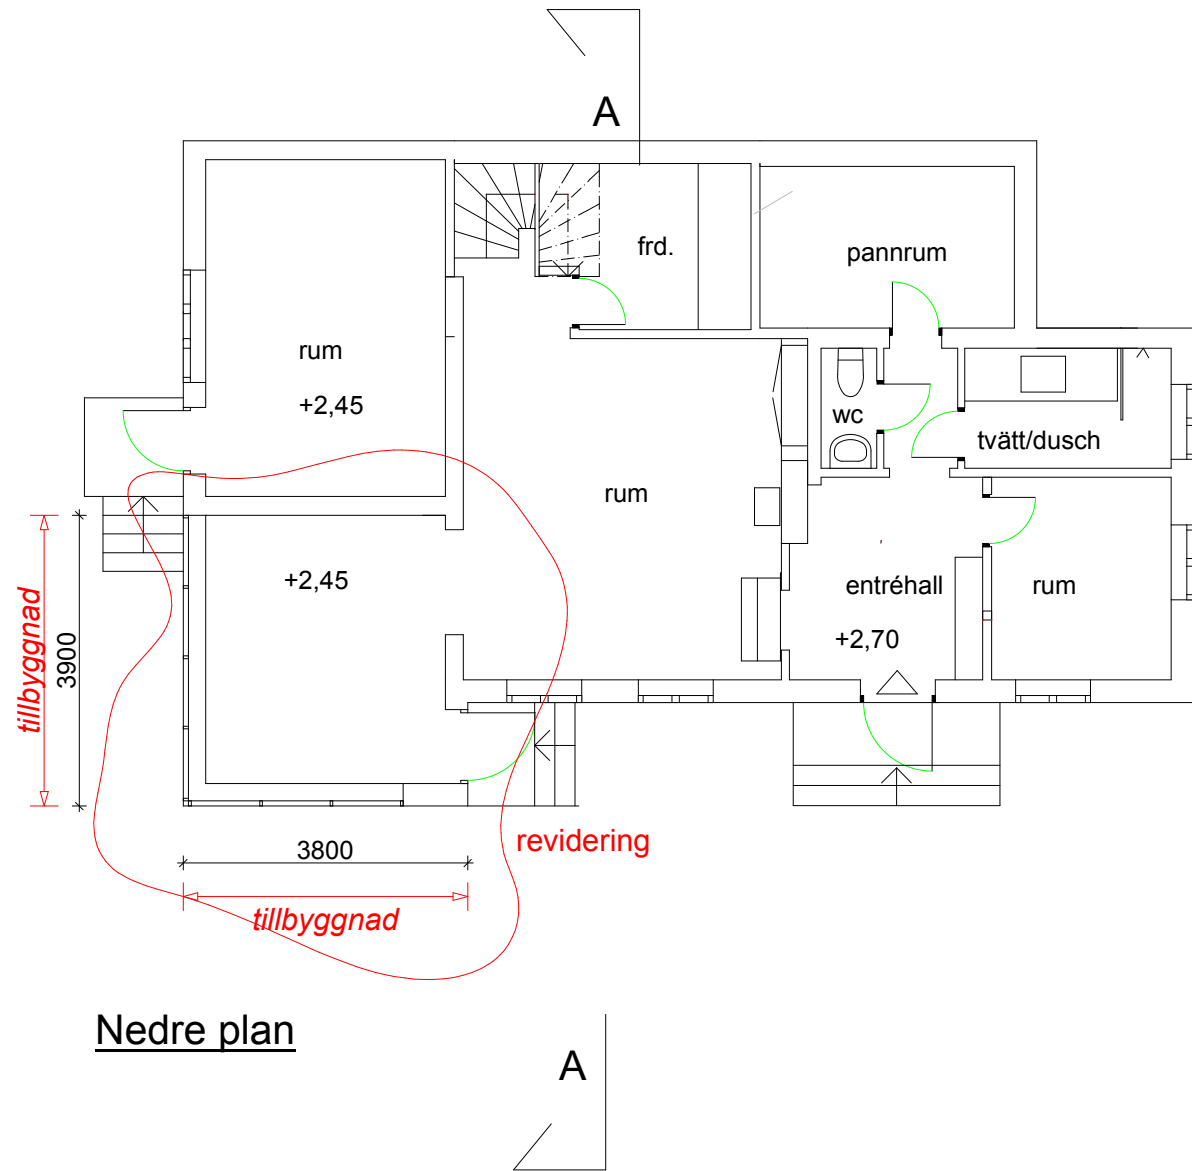 A
frd.
pannrum
rum
+2,45
wc
tvätt/dusch
rum
+2,45
entréhall
rum
+2,70
tillbyggnad
3900
revidering
3800
tillbyggnad
Nedre plan
A